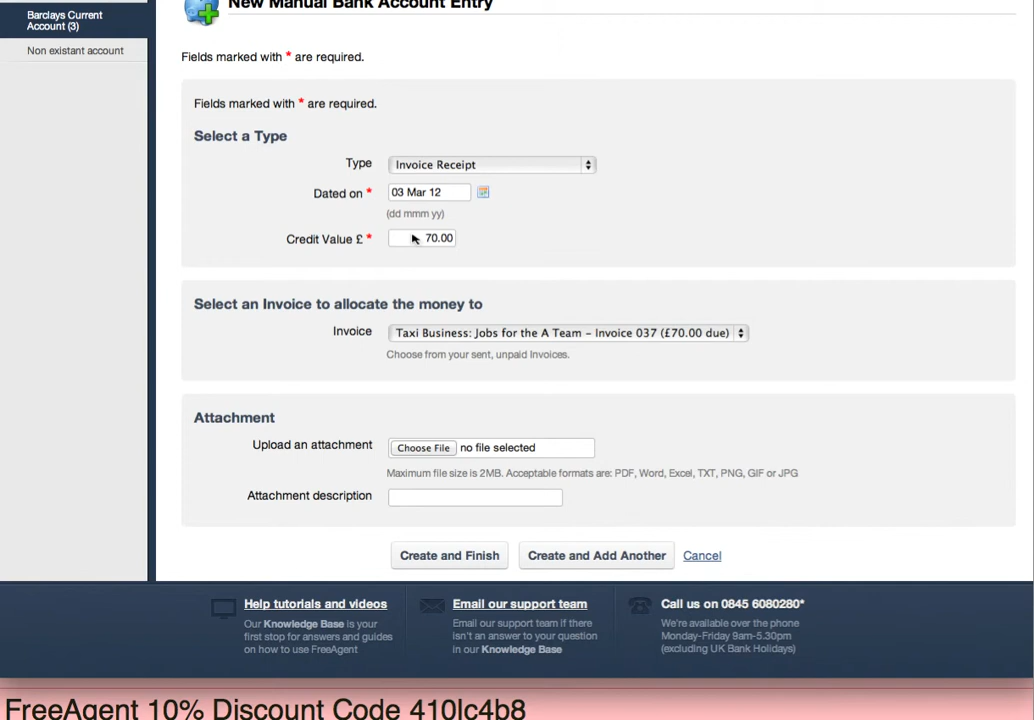 New Manual Bank Account Entry
Barclays Current
Account (3)
Non existant account
Fields marked with * are required.
Fields marked with * are required.
Select a Type
Type Invoice Receipt
Dated on * 03 Mar 12
(dd mmm yy)
Credit Value £ * 70.00
Select an Invoice to allocate the money to
Invoice Taxi Business: Jobs for the A Team – Invoice 037 (£70.00 due)
Choose from your sent, unpaid Invoices.
Attachment
Upload an attachment Choose File no file selected
Maximum file size is 2MB. Acceptable formats are: PDF, Word, Excel, TXT, PNG, GIF or JPG
Attachment description
Create and Finish Create and Add Another Cancel
Help tutorials and videos
Our Knowledge Base is your
first stop for answers and guides
on how to use FreeAgent
Email our support team
Email our support team if there
isn't an answer to your question
in our Knowledge Base
Call us on 0845 6080280*
We're available over the phone
Monday-Friday 9am-5.30pm
(excluding UK Bank Holidays)
FreeAgent 10% Discount Code 410lc4b8